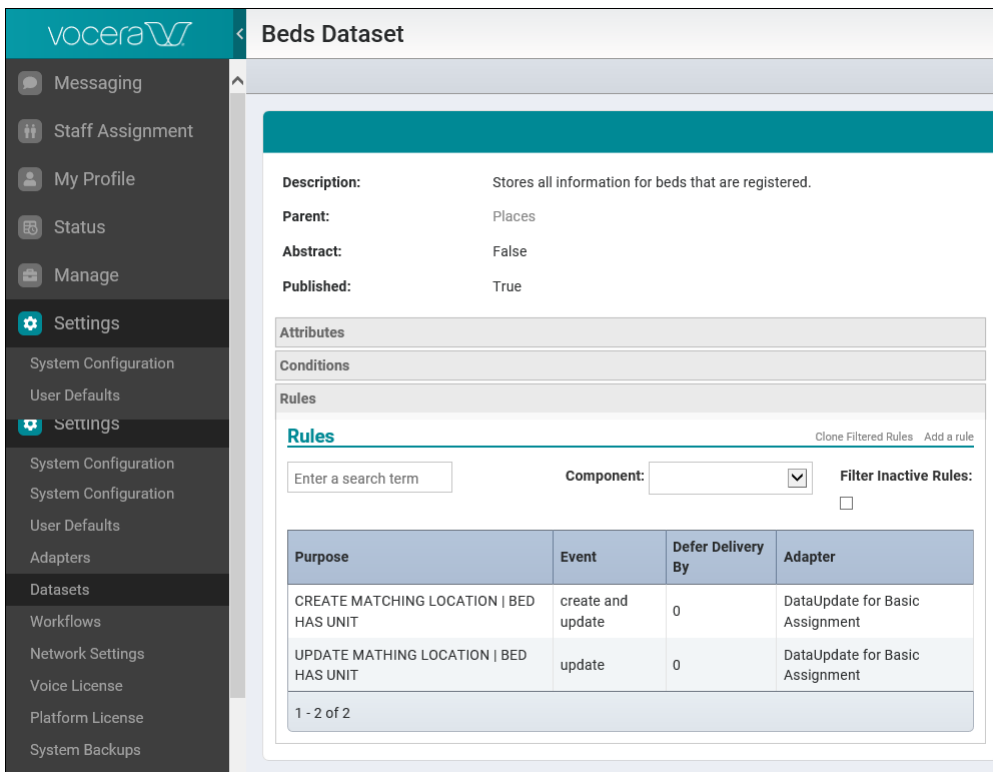 vocera
Beds Dataset
Messaging
Staff Assignment
My Profile
Status
Manage
Settings
System Configuration
User Defaults
Settings
System Configuration
System Configuration
User Defaults
Adapters
Datasets
Workflows
Network Settings
Voice License
Platform License
System Backups
Description: Stores all information for beds that are registered.
Parent: Places
Abstract: False
Published: True
Attributes
Conditions
Rules
Rules Clone Filtered Rules Add a rule
Enter a search term Component: Filter Inactive Rules:
Purpose Event Defer Delivery By Adapter
CREATE MATCHING LOCATION | BED HAS UNIT create and update 0 DataUpdate for Basic Assignment
UPDATE MATHING LOCATION | BED HAS UNIT update 0 DataUpdate for Basic Assignment
1 - 2 of 2